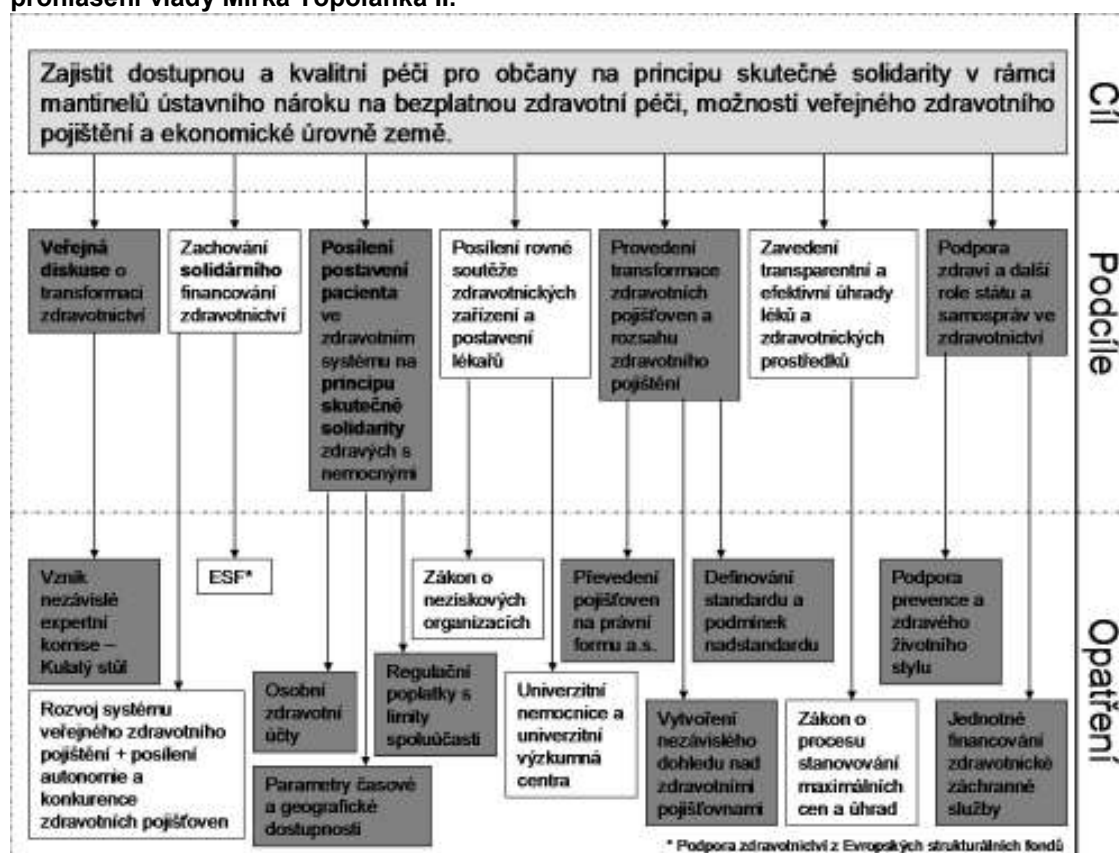 prohlášení vlády Mirka Topolánka II.
Zajistit dostupnou a kvalitní péči pro občany na principu skutečné solidarity v rámci
mantinelů ústavního nároku na bezplatnou zdravotní péči, možností veřejného zdravotního
pojištění a ekonomické úrovně země.
Cíl
Veřejná
diskuse o
transformaci
zdravotnictví
Zachování
solidárního
financování
zdravotnictví
Posílení
postavení
pacienta
ve
zdravotním
systému na
principu
skutečné
solidarity
zdravých s
nemocnými
Posílení rovné
soutěže
zdravotnických
zařízení a
postavení
lékařů
Provedení
transformace
zdravotních
pojišťoven a
rozsahu
zdravotního
pojištění
Zavedení
transparentní a
efektivní úhrady
léků a
zdravotnických
prostředků
Podpora
zdraví a další
role státu a
samospráv ve
zdravotnictví
Podcíle
Vznik
nezávislé
expertní
komise –
Kulatý stůl
ESF*
Zákon o
neziskových
organizacích
Převedení
pojišťoven
na právní
formu a.s.
Definování
standardu a
podmínek
nadstandardu
Podpora
prevence a
zdravého
životního
stylu
Rozvoj systému
veřejného zdravotního
pojištění + posílení
autonomie a
konkurence
zdravotních pojišťoven
Osobní
zdravotní
účty
Regulační
poplatky s
limity
spoluúčasti
Parametry časové
a geografické
dostupnosti
Univerzitní
nemocnice a
univerzitní
výzkumná
centra
Vytvoření
nezávislého
dohledu nad
zdravotními
pojišťovnami
Zákon o
procesu
stanovování
maximálních
cen a úhrad
Jednotné
financování
zdravotnické
záchranné
služby
Opatření
* Podpora zdravotnictví z Evropských strukturálních fondů